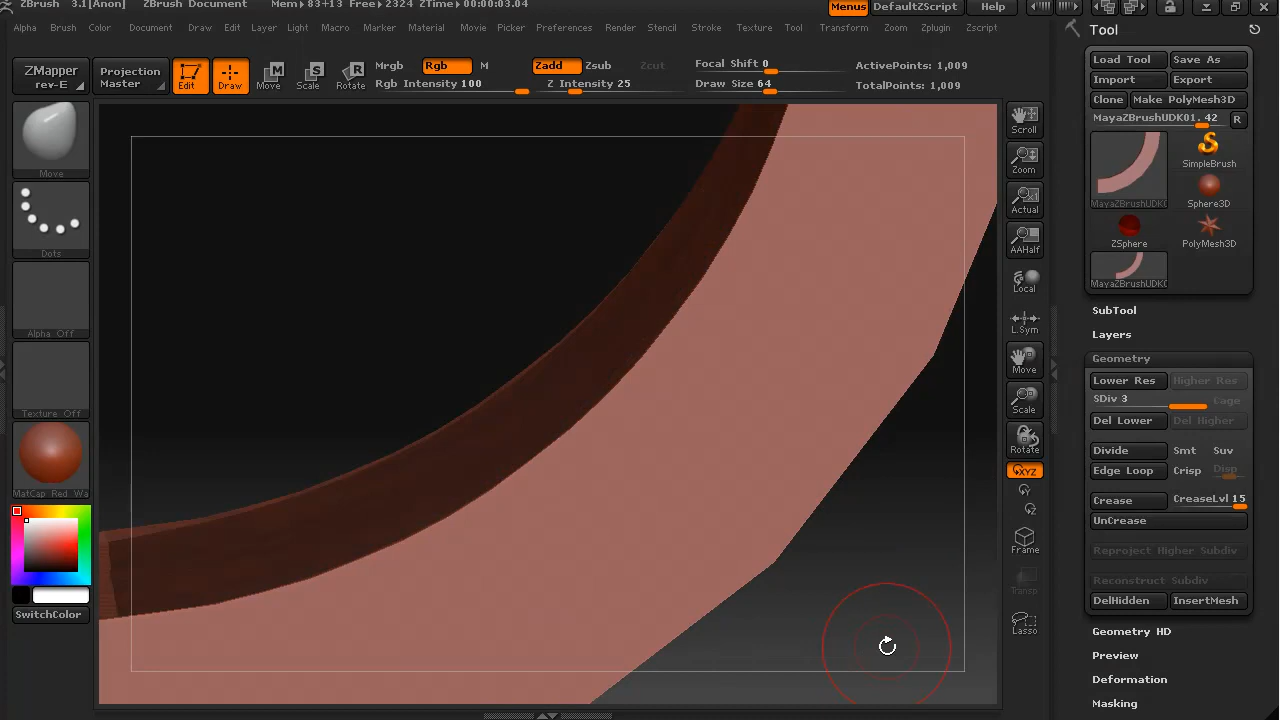 ZBrush 3.1[Anon] ZBrush Document Mem▸83+13 Free▸2324 ZTime▸00:00:03.04 Menus DefaultZScript Help
Alpha Brush Color Document Draw Edit Layer Light Macro Marker Material Movie Picker Preferences Render Stencil Stroke Texture Tool Transform Zoom Zplugin Zscript
ZMapper
rev-E
Projection
Master
Edit
Draw
Move
Scale
Rotate
Mrgb Rgb M
Rgb Intensity 100
Zadd Zsub Zcut
Z Intensity 25
Focal Shift 0
Draw Size 64
ActivePoints: 1,009
TotalPoints: 1,009
Move
Dots
Alpha Off
Texture Off
MatCap Red Wa
SwitchColor
Scroll
Zoom
Actual
AAHalf
Local
L.Sym
Move
Scale
Rotate
XYZ
Y
Z
Frame
Transp
Lasso
Tool
Load Tool Save As
Import Export
Clone Make PolyMesh3D
MayaZBrushUDK01. 42 R
SimpleBrush
MayaZBrushUDK0 Sphere3D
ZSphere PolyMesh3D
MayaZBrushUDK0
SubTool
Layers
Geometry
Lower Res Higher Res
SDiv 3 Cage
Del Lower Del Higher
Divide Smt Suv
Edge Loop Crisp Disp
Crease CreaseLvl 15
UnCrease
Reproject Higher Subdiv
Reconstruct Subdiv
DelHidden InsertMesh
Geometry HD
Preview
Deformation
Masking